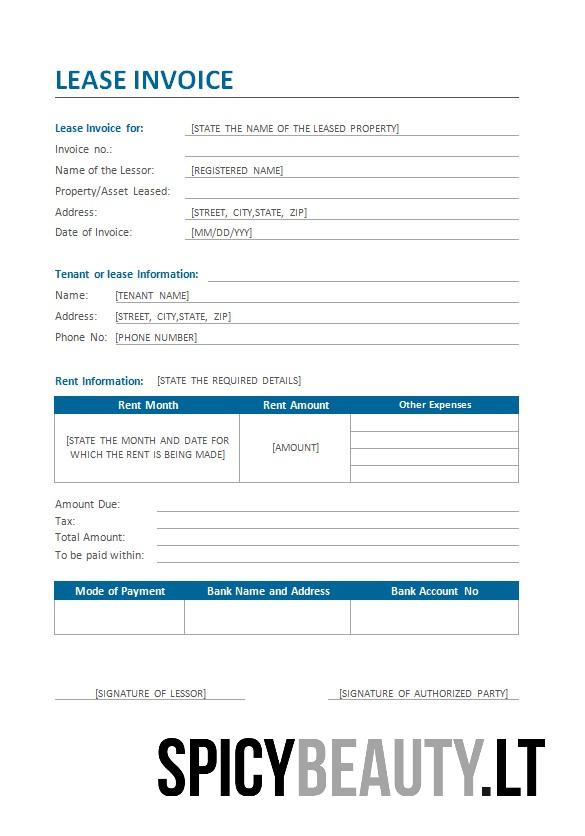 LEASE INVOICE
Lease Invoice for: [STATE THE NAME OF THE LEASED PROPERTY]
Invoice no.:
Name of the Lessor: [REGISTERED NAME]
Property/Asset Leased:
Address: [STREET, CITY,STATE, ZIP]
Date of Invoice: [MM/DD/YYY]
Tenant or lease Information:
Name: [TENANT NAME]
Address: [STREET, CITY,STATE, ZIP]
Phone No: [PHONE NUMBER]
Rent Information: [STATE THE REQUIRED DETAILS]
Rent Month Rent Amount Other Expenses
[STATE THE MONTH AND DATE FOR
WHICH THE RENT IS BEING MADE] [AMOUNT]
Amount Due:
Tax:
Total Amount:
To be paid within:
Mode of Payment Bank Name and Address Bank Account No
[SIGNATURE OF LESSOR] [SIGNATURE OF AUTHORIZED PARTY]
SPICYBEAUTY.LT